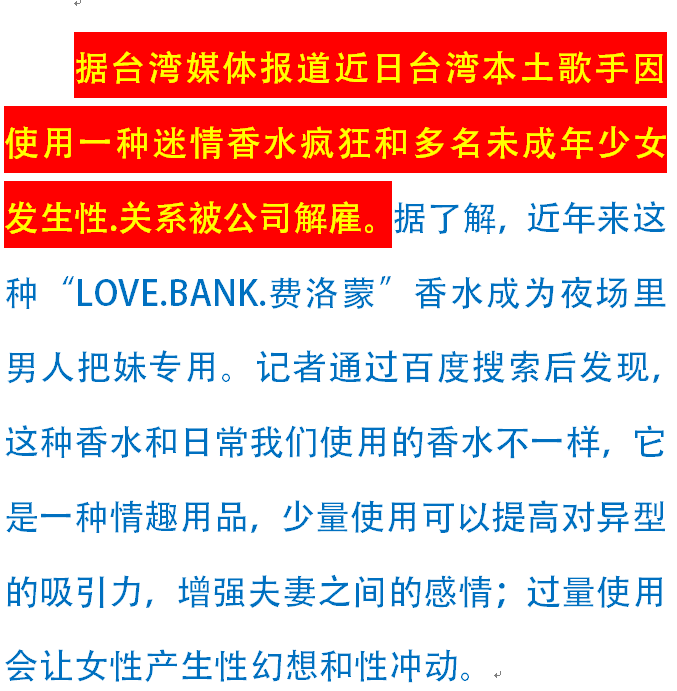 据台湾媒体报道近日台湾本土歌手因
使用一种迷情香水疯狂和多名未成年少女
发生性.关系被公司解雇。据了解，近年来这
种“LOVE.BANK.费洛蒙”香水成为夜场里
男人把妹专用。记者通过百度搜索后发现，
这种香水和日常我们使用的香水不一样，它
是一种情趣用品，少量使用可以提高对异型
的吸引力，增强夫妻之间的感情；过量使用
会让女性产生性幻想和性冲动。